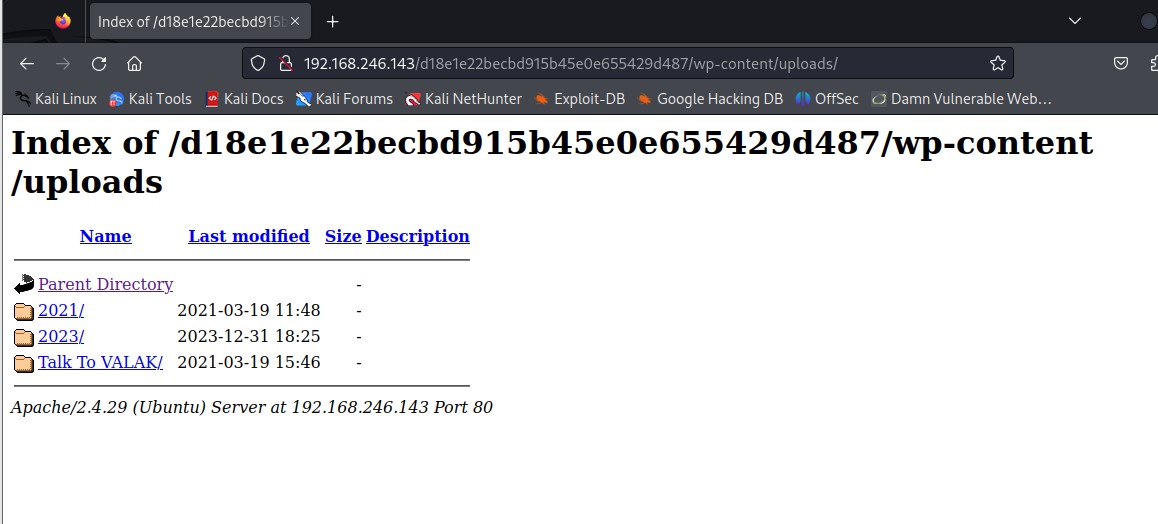 Index of /d18e1e22becbd915
192.168.246.143/d18e1e22becbd915b45e0e655429d487/wp-content/uploads/
Kali Linux Kali Tools Kali Docs Kali Forums Kali NetHunter Exploit-DB Google Hacking DB OffSec Damn Vulnerable Web…
Index of /d18e1e22becbd915b45e0e655429d487/wp-content
/uploads
Name Last modified Size Description
Parent Directory -
2021/ 2021-03-19 11:48 -
2023/ 2023-12-31 18:25 -
Talk To VALAK/ 2021-03-19 15:46 -
Apache/2.4.29 (Ubuntu) Server at 192.168.246.143 Port 80